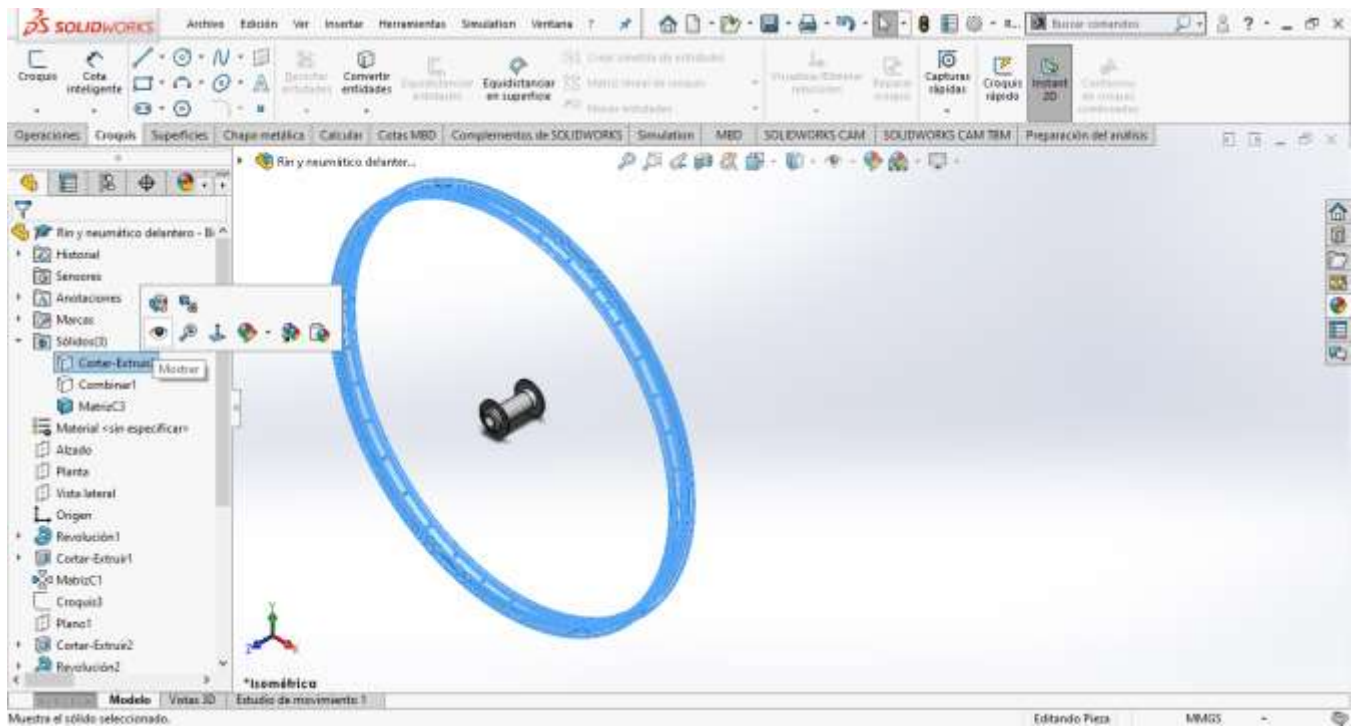 SOLIDWORKS
Archivo Edición Ver Insertar Herramientas Simulation Ventana ?
Buscar comandos
Croquis
Cota inteligente
Convertir entidades
Equidistanciar en superficie
Capturas rápidas
Croquis rápido
Instant 2D
Operaciones Croquis Superficies Chapa metálica Calcular Cotas MBD Complementos de SOLIDWORKS Simulation MBD SOLIDWORKS CAM SOLIDWORKS CAM TBM Preparación del análisis
Rin y neumático delanter...
Rin y neumático delantero - Bi
Historial
Sensores
Anotaciones
Marcas
Sólidos(3)
Cortar-Extruir
Mostrar
Combinar1
MatrizC3
Material <sin especificar>
Alzado
Planta
Vista lateral
Origen
Revolución1
Cortar-Extruir1
MatrizC1
Croquis3
Plano1
Cortar-Extruir2
Revolución2
Y
Z
X
*Isométrica
Modelo Vistas 3D Estudio de movimiento 1
Muestra el sólido seleccionado.
Editando Pieza
MMGS